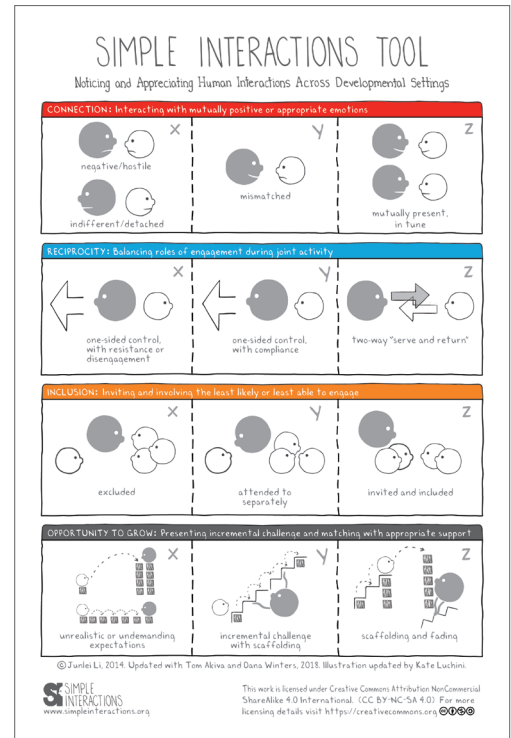 SIMPLE INTERACTIONS TOOL
Noticing and Appreciating Human Interactions Across Developmental Settings
CONNECTION: Interacting with mutually positive or appropriate emotions
X
Y
Z
negative/hostile
mismatched
indifferent/detached
mutually present,
in tune
RECIPROCITY: Balancing roles of engagement during joint activity
X
Y
Z
one-sided control,
with resistance or
disengagement
one-sided control,
with compliance
two-way "serve and return"
INCLUSION: Inviting and involving the least likely or least able to engage
X
Y
Z
excluded
attended to
separately
invited and included
OPPORTUNITY TO GROW: Presenting incremental challenge and matching with appropriate support
X
Y
Z
unrealistic or undemanding
expectations
incremental challenge
with scaffolding
scaffolding and fading
©Junlei Li, 2014. Updated with Tom Akiva and Dana Winters, 2018. Illustration updated by Kate Luchini.
SI SIMPLE
INTERACTIONS
www.simpleinteractions.org
This work is licensed under Creative Commons Attribution NonCommercial
ShareAlike 4.0 International. (CC BY-NC-SA 4.0) For more
licensing details visit https://creativecommons.org